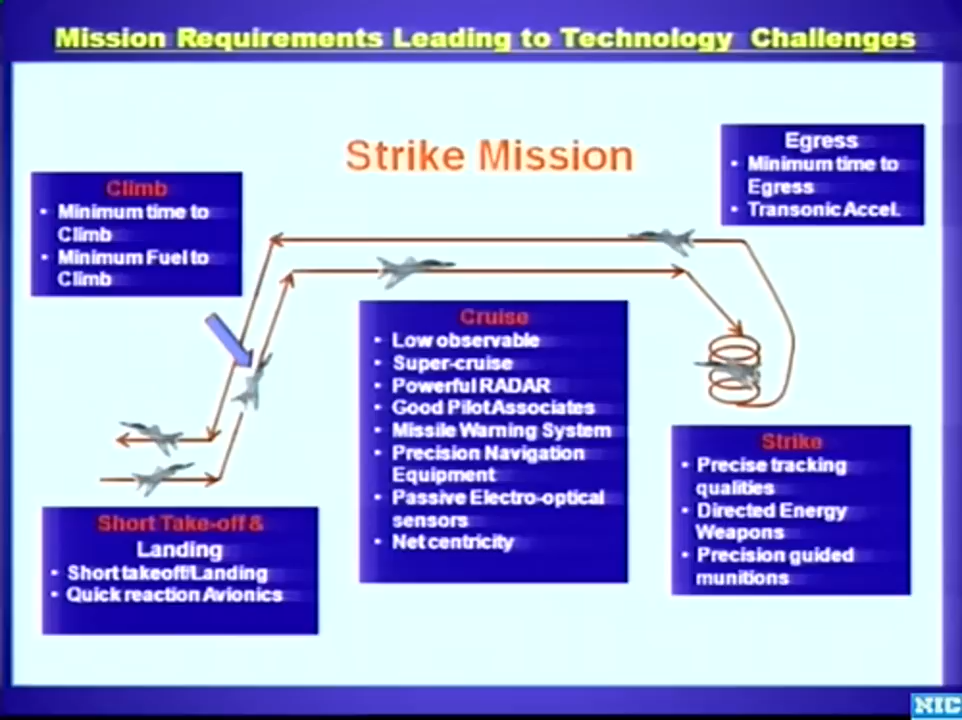 Mission Requirements Leading to Technology Challenges
Strike Mission
Climb
• Minimum time to
Climb
• Minimum Fuel to
Climb
Egress
• Minimum time to
Egress
• Transonic Accel.
Cruise
• Low observable
• Super-cruise
• Powerful RADAR
• Good Pilot Associates
• Missile Warning System
• Precision Navigation
Equipment
• Passive Electro-optical
sensors
• Net centricity
Strike
• Precise tracking
qualities
• Directed Energy
Weapons
• Precision guided
munitions
Short Take-off &
Landing
• Short takeoff/Landing
• Quick reaction Avionics
NIC